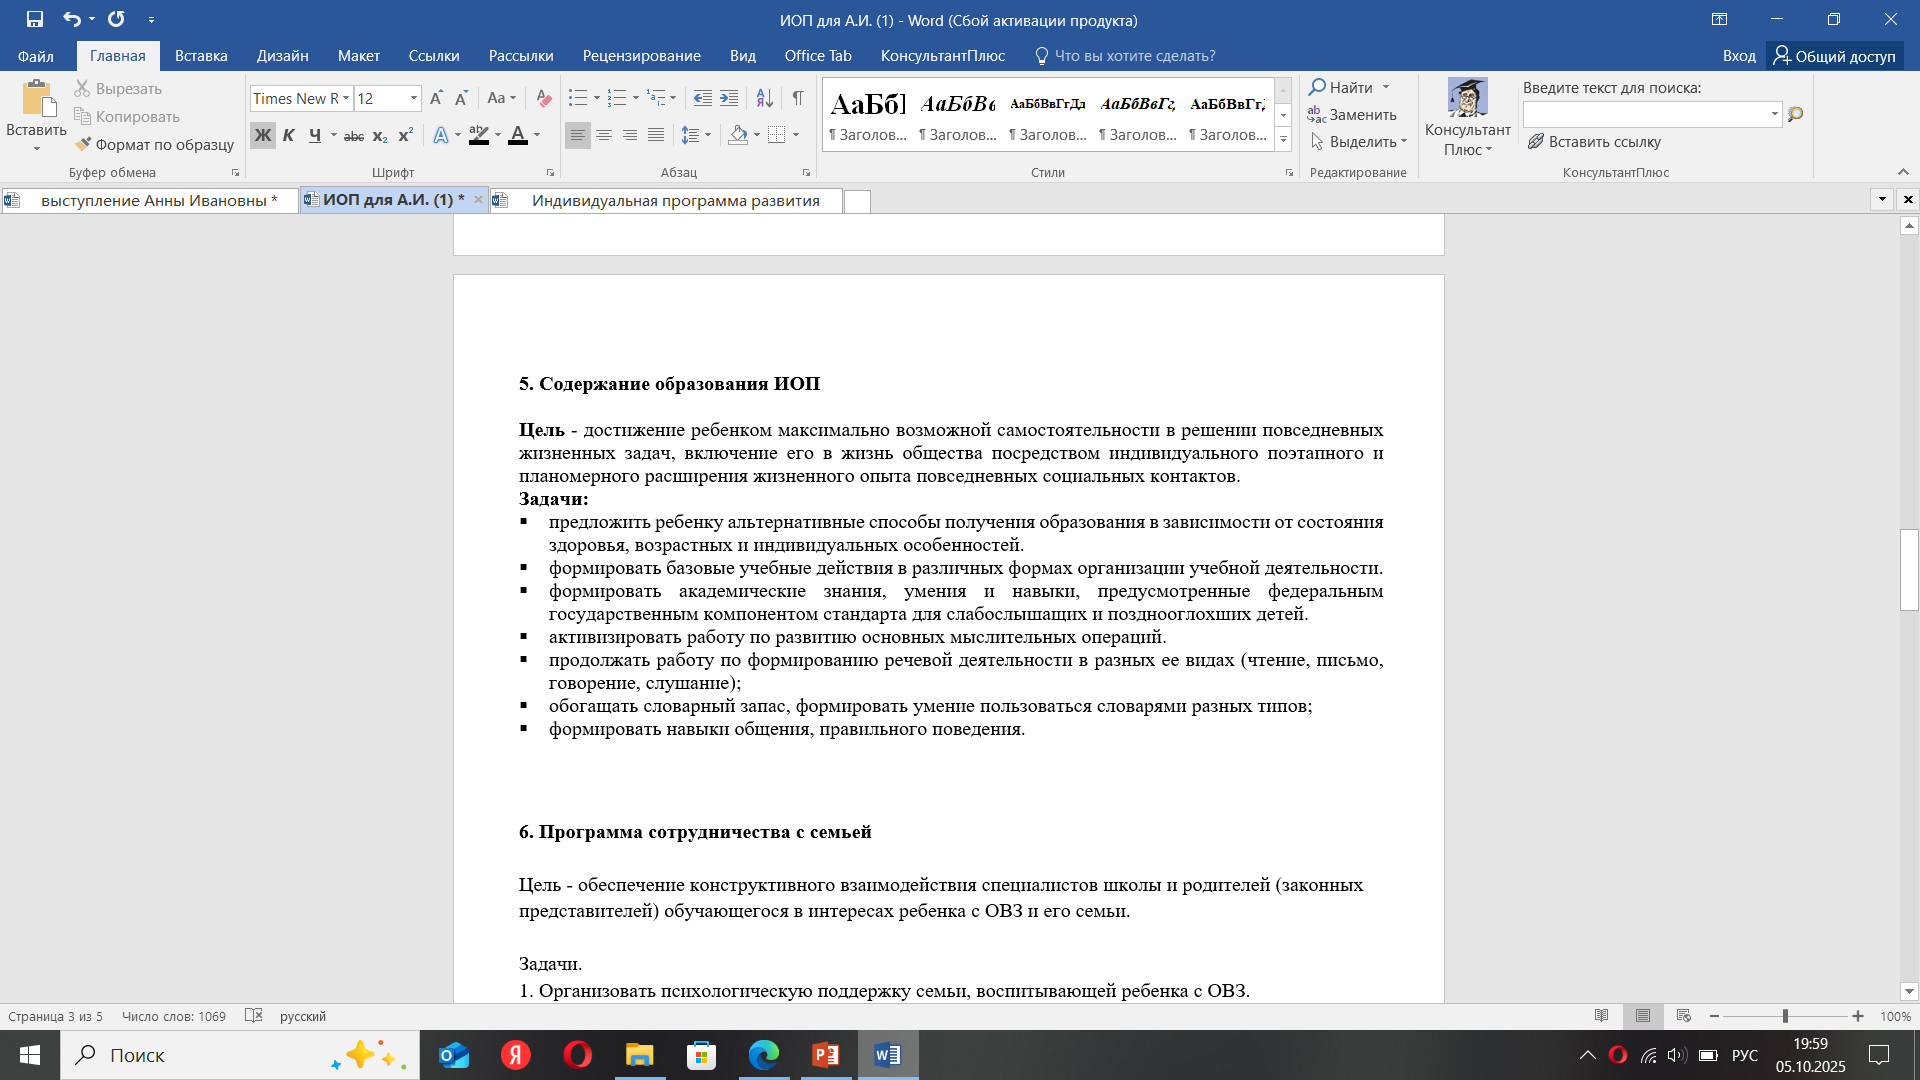 ИОП для А.И. (1) - Word (Сбой активации продукта)
Файл Главная Вставка Дизайн Макет Ссылки Рассылки Рецензирование Вид Office Tab КонсультантПлюс Что вы хотите сделать? Вход Общий доступ
Вставить
Вырезать
Копировать
Формат по образцу
Буфер обмена
Times New R 12
Шрифт
Абзац
АаБб АаБбВв АаБбВвГгДд АаБбВвГг АаБбВвГг
¶ Заголов... ¶ Заголов... ¶ Заголов... ¶ Заголов... ¶ Заголов...
Стили
Найти
Заменить
Выделить
Редактирование
Консультант
Плюс
Введите текст для поиска:
Вставить ссылку
КонсультантПлюс
выступление Анны Ивановны * ИОП для А.И. (1) * Индивидуальная программа развития
5. Содержание образования ИОП
Цель - достижение ребенком максимально возможной самостоятельности в решении повседневных
жизненных задач, включение его в жизнь общества посредством индивидуального поэтапного и
планомерного расширения жизненного опыта повседневных социальных контактов.
Задачи:
▪ предложить ребенку альтернативные способы получения образования в зависимости от состояния
здоровья, возрастных и индивидуальных особенностей.
▪ формировать базовые учебные действия в различных формах организации учебной деятельности.
▪ формировать академические знания, умения и навыки, предусмотренные федеральным
государственным компонентом стандарта для слабослышащих и позднооглохших детей.
▪ активизировать работу по развитию основных мыслительных операций.
▪ продолжать работу по формированию речевой деятельности в разных ее видах (чтение, письмо,
говорение, слушание);
▪ обогащать словарный запас, формировать умение пользоваться словарями разных типов;
▪ формировать навыки общения, правильного поведения.
6. Программа сотрудничества с семьей
Цель - обеспечение конструктивного взаимодействия специалистов школы и родителей (законных
представителей) обучающегося в интересах ребенка с ОВЗ и его семьи.
Задачи.
1. Организовать психологическую поддержку семьи, воспитывающей ребенка с ОВЗ.
Страница 3 из 5 Число слов: 1069 русский 100%
Поиск
РУС
19:59
05.10.2025